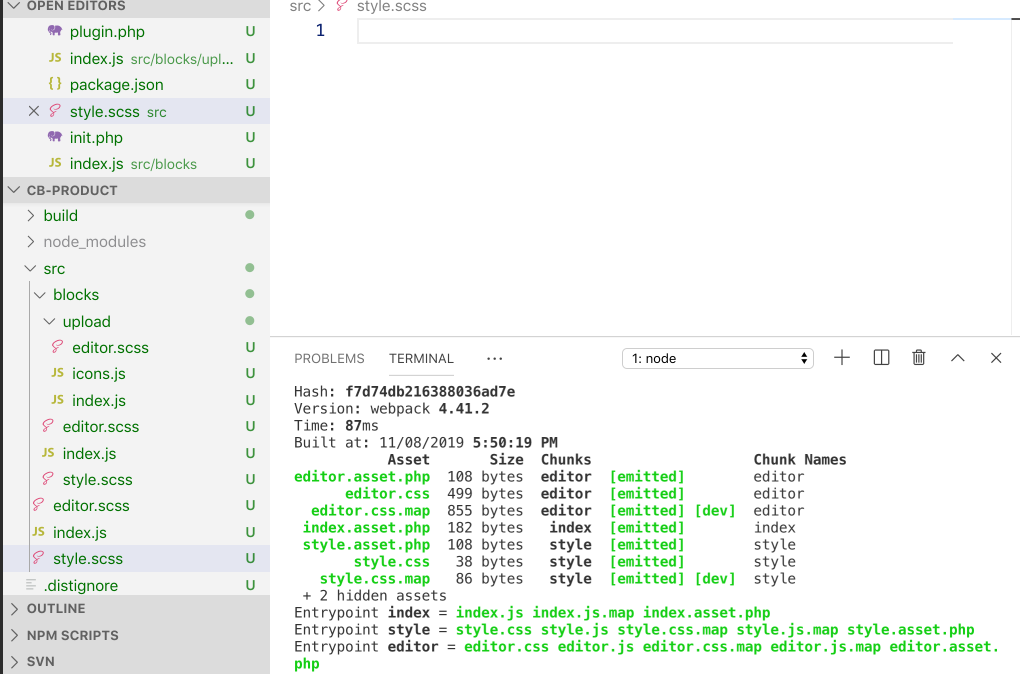 OPEN EDITORS
plugin.php U
JS index.js src/blocks/upl... U
{} package.json U
style.scss src U
init.php U
JS index.js src/blocks U
CB-PRODUCT
build
node_modules
src
blocks
upload
editor.scss U
JS icons.js U
JS index.js U
editor.scss U
JS index.js U
style.scss U
editor.scss U
JS index.js U
style.scss U
.distignore U
OUTLINE
NPM SCRIPTS
SVN
src > style.scss
1
PROBLEMS TERMINAL ... 1: node
Hash: f7d74db216388036ad7e
Version: webpack 4.41.2
Time: 87ms
Built at: 11/08/2019 5:50:19 PM
Asset Size Chunks Chunk Names
editor.asset.php 108 bytes editor [emitted] editor
editor.css 499 bytes editor [emitted] editor
editor.css.map 855 bytes editor [emitted] [dev] editor
index.asset.php 182 bytes index [emitted] index
style.asset.php 108 bytes style [emitted] style
style.css 38 bytes style [emitted] style
style.css.map 86 bytes style [emitted] [dev] style
+ 2 hidden assets
Entrypoint index = index.js index.js.map index.asset.php
Entrypoint style = style.css style.js style.css.map style.js.map style.asset.php
Entrypoint editor = editor.css editor.js editor.css.map editor.js.map editor.asset.
php